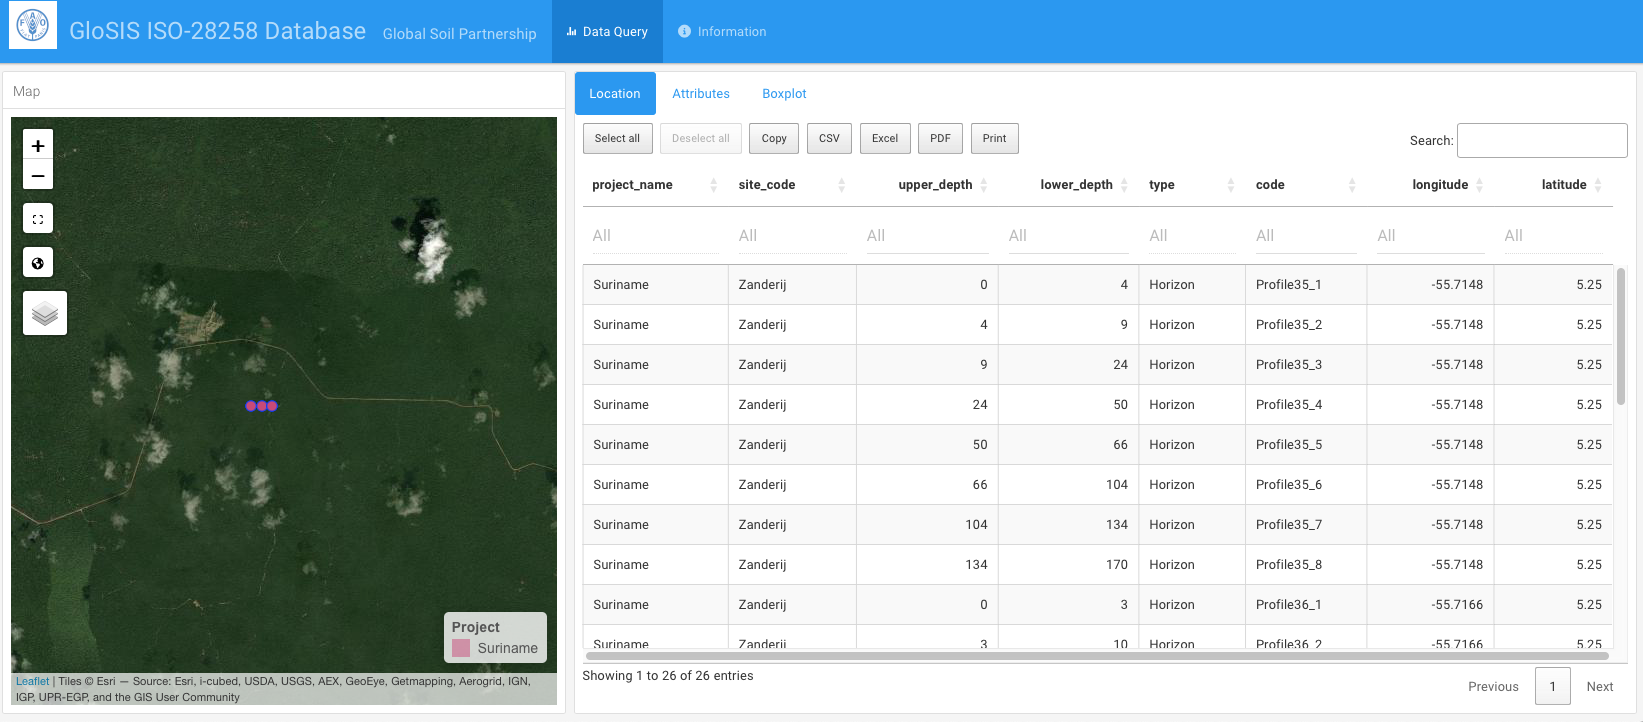 FAO
GloSIS ISO-28258 Database Global Soil Partnership Data Query Information
Map
+
−
Project
Suriname
Leaflet | Tiles © Esri — Source: Esri, i-cubed, USDA, USGS, AEX, GeoEye, Getmapping, Aerogrid, IGN,
IGP, UPR-EGP, and the GIS User Community
Location Attributes Boxplot
Select all Deselect all Copy CSV Excel PDF Print Search:
project_name site_code upper_depth lower_depth type code longitude latitude
All All All All All All All All
Suriname Zanderij 0 4 Horizon Profile35_1 -55.7148 5.25
Suriname Zanderij 4 9 Horizon Profile35_2 -55.7148 5.25
Suriname Zanderij 9 24 Horizon Profile35_3 -55.7148 5.25
Suriname Zanderij 24 50 Horizon Profile35_4 -55.7148 5.25
Suriname Zanderij 50 66 Horizon Profile35_5 -55.7148 5.25
Suriname Zanderij 66 104 Horizon Profile35_6 -55.7148 5.25
Suriname Zanderij 104 134 Horizon Profile35_7 -55.7148 5.25
Suriname Zanderij 134 170 Horizon Profile35_8 -55.7148 5.25
Suriname Zanderij 0 3 Horizon Profile36_1 -55.7166 5.25
Suriname Zanderij 3 10 Horizon Profile36_2 -55.7166 5.25
Showing 1 to 26 of 26 entries
Previous 1 Next